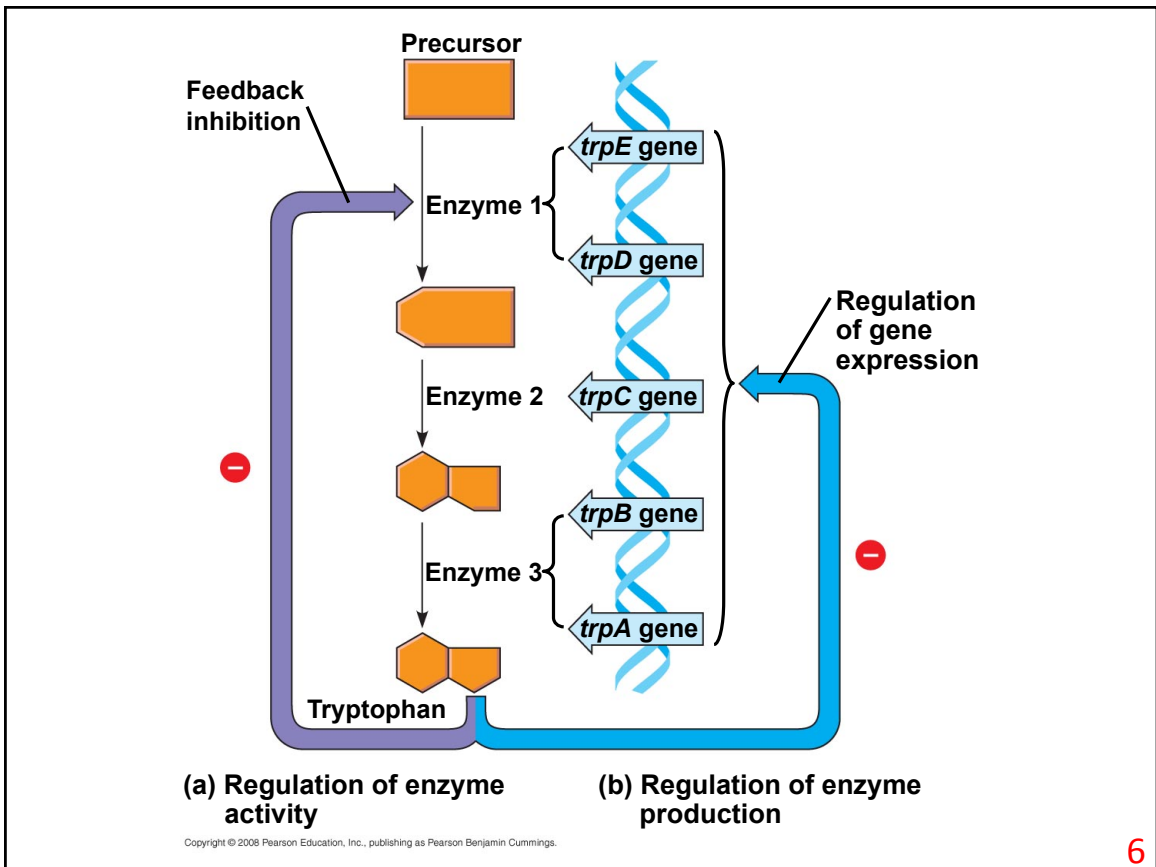 Precursor
Feedback
inhibition
trpE gene
Enzyme 1
trpD gene
Regulation
of gene
expression
Enzyme 2
trpC gene
–
trpB gene
–
Enzyme 3
trpA gene
Tryptophan
(a) Regulation of enzyme
activity
(b) Regulation of enzyme
production
Copyright © 2008 Pearson Education, Inc., publishing as Pearson Benjamin Cummings.
6